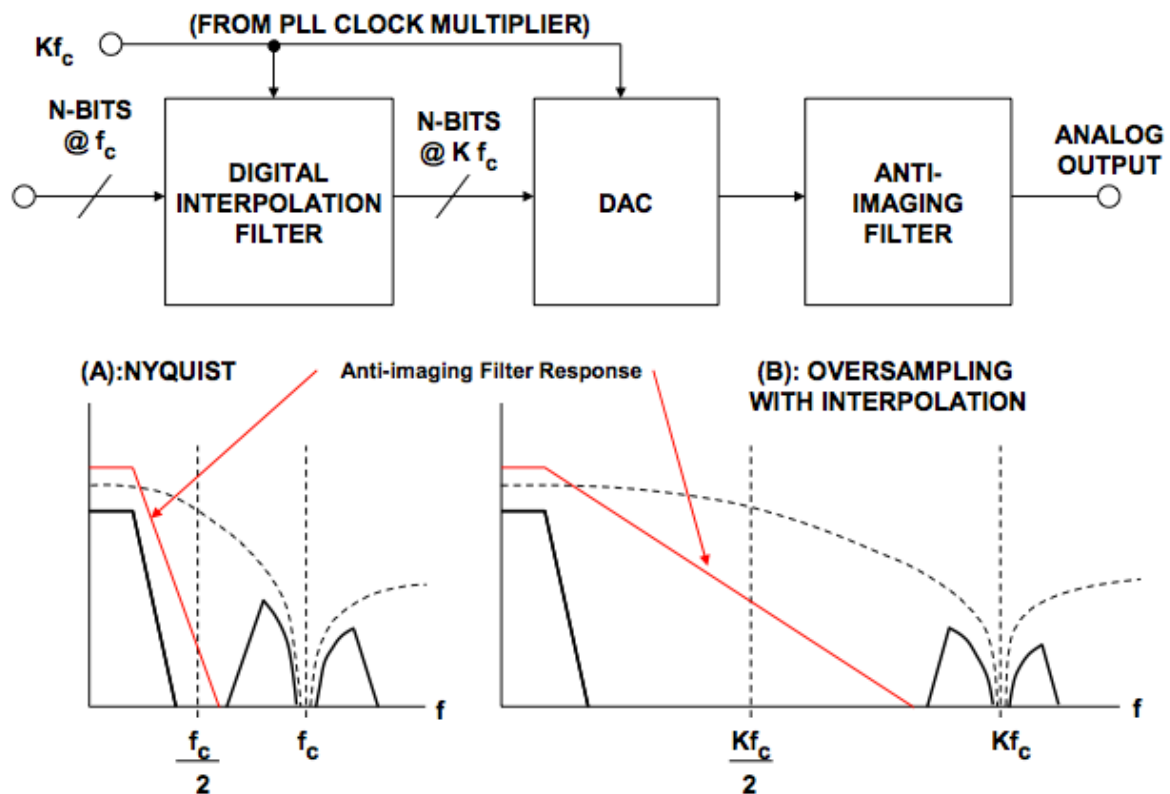 (FROM PLL CLOCK MULTIPLIER)
Kfc
N-BITS
@ fc
DIGITAL
INTERPOLATION
FILTER
N-BITS
@ K fc
DAC
ANTI-
IMAGING
FILTER
ANALOG
OUTPUT
(A):NYQUIST
Anti-imaging Filter Response
(B): OVERSAMPLING
WITH INTERPOLATION
f
fc
2
fc
f
Kfc
2
Kfc